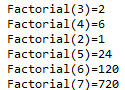 Factorial(3)=2
Factorial(4)=6
Factorial(2)=1
Factorial(5)=24
Factorial(6)=120
Factorial(7)=720